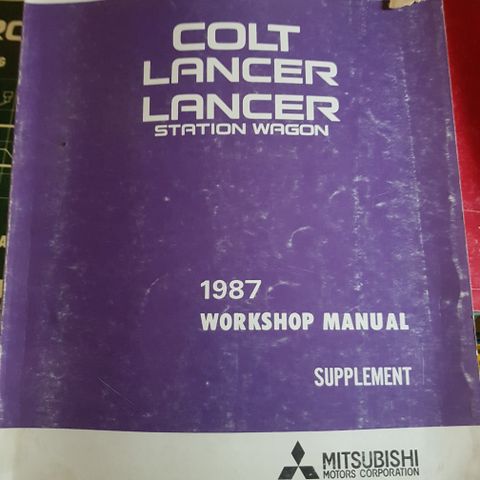 COLT
LANCER
LANCER
STATION WAGON
1987
WORKSHOP MANUAL
SUPPLEMENT
MITSUBISHI
MOTORS CORPORATION